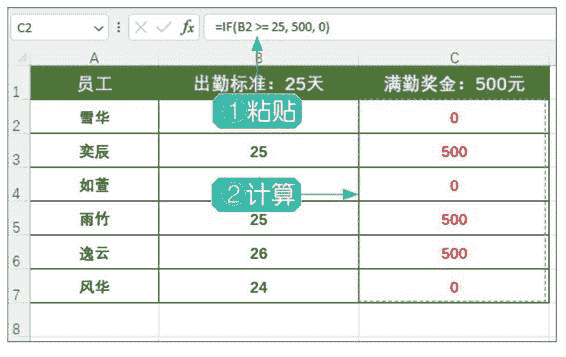 C2 fx =IF(B2 >= 25, 500, 0)
A B C
1 员工 出勤标准：25天 满勤奖金：500元
2 雪华 0
1 粘贴
3 奕辰 25 500
4 如萱 0
2 计算
5 雨竹 25 500
6 逸云 26 500
7 风华 24 0
8